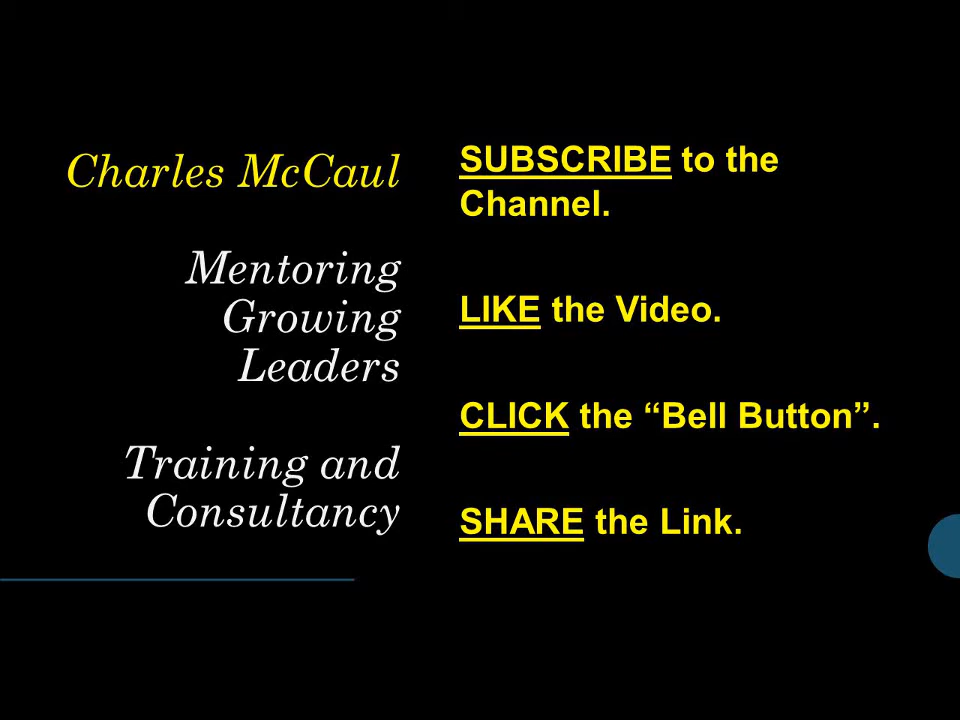 Charles McCaul
Mentoring
Growing
Leaders
Training and
Consultancy
SUBSCRIBE to the
Channel.
LIKE the Video.
CLICK the “Bell Button”.
SHARE the Link.